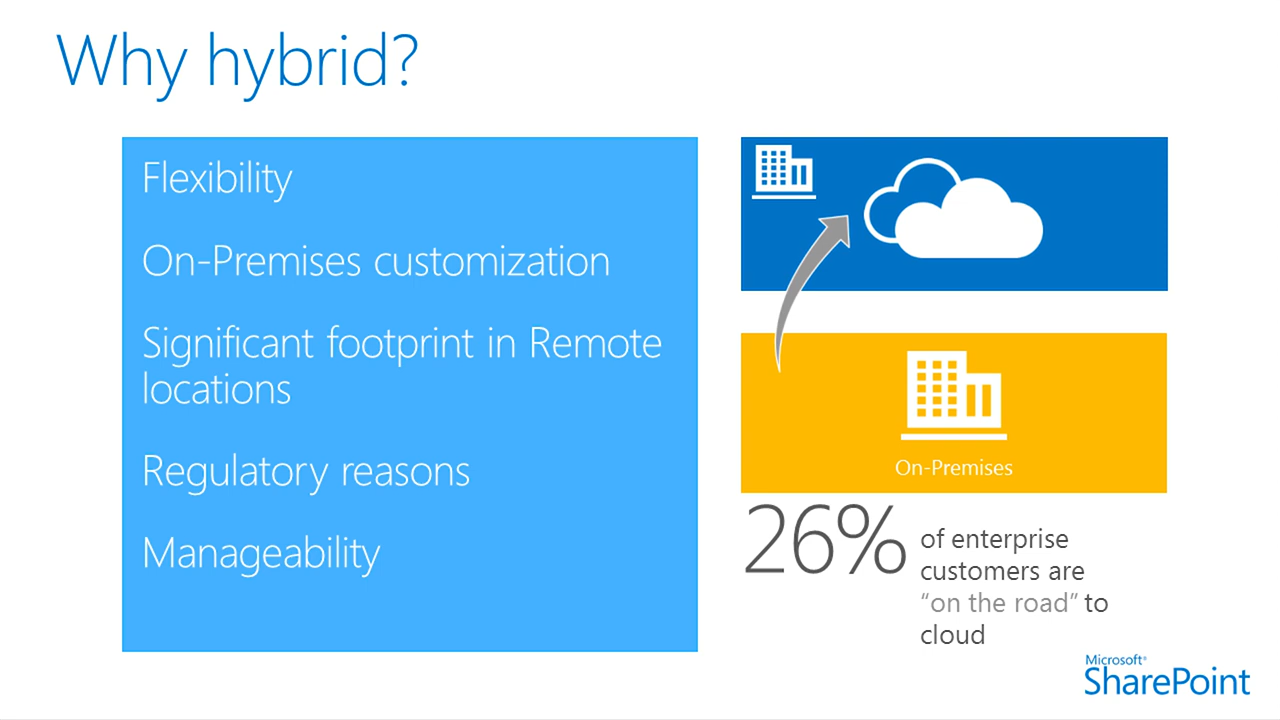 Why hybrid?
Flexibility
On-Premises customization
Significant footprint in Remote
locations
Regulatory reasons
Manageability
On-Premises
26%
of enterprise
customers are
“on the road” to
cloud
Microsoft®
SharePoint